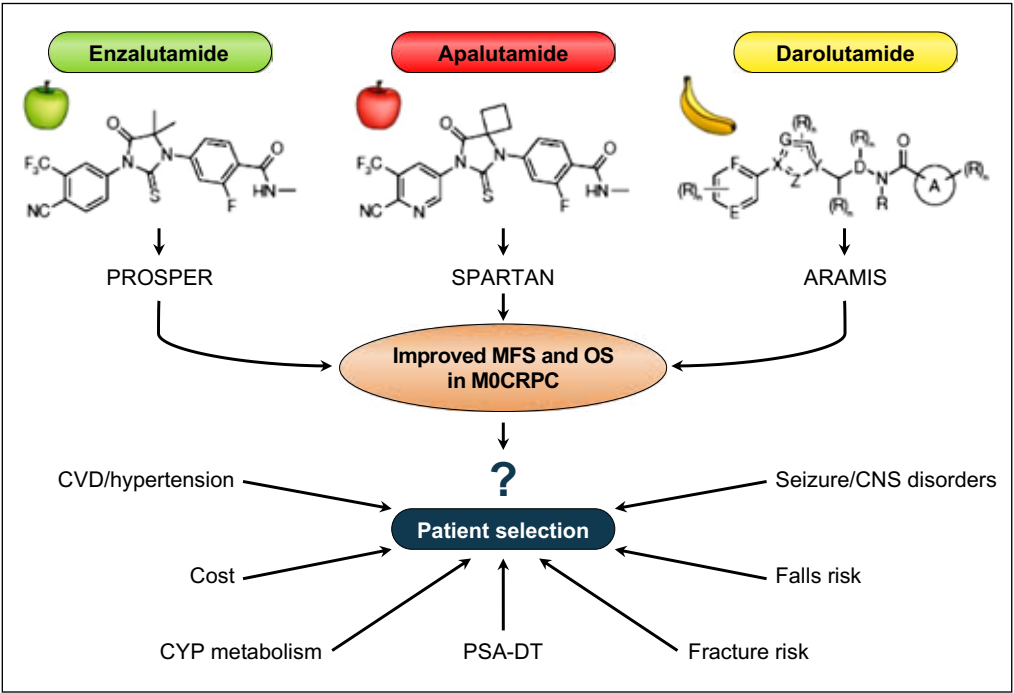 Enzalutamide
Apalutamide
Darolutamide
O
F₃C
N
N
NC
S
F
O
HN
O
F₃C
N
N
NC
N
S
F
O
HN
(R)ₙ
G
(R)ₙ
O
F
X
Y
D
(R)ₙ
(R)ₙ
Z
N
A
E
(R)ₙ
R
PROSPER
SPARTAN
ARAMIS
Improved MFS and OS
in M0CRPC
?
CVD/hypertension
Seizure/CNS disorders
Patient selection
Cost
Falls risk
CYP metabolism
PSA-DT
Fracture risk